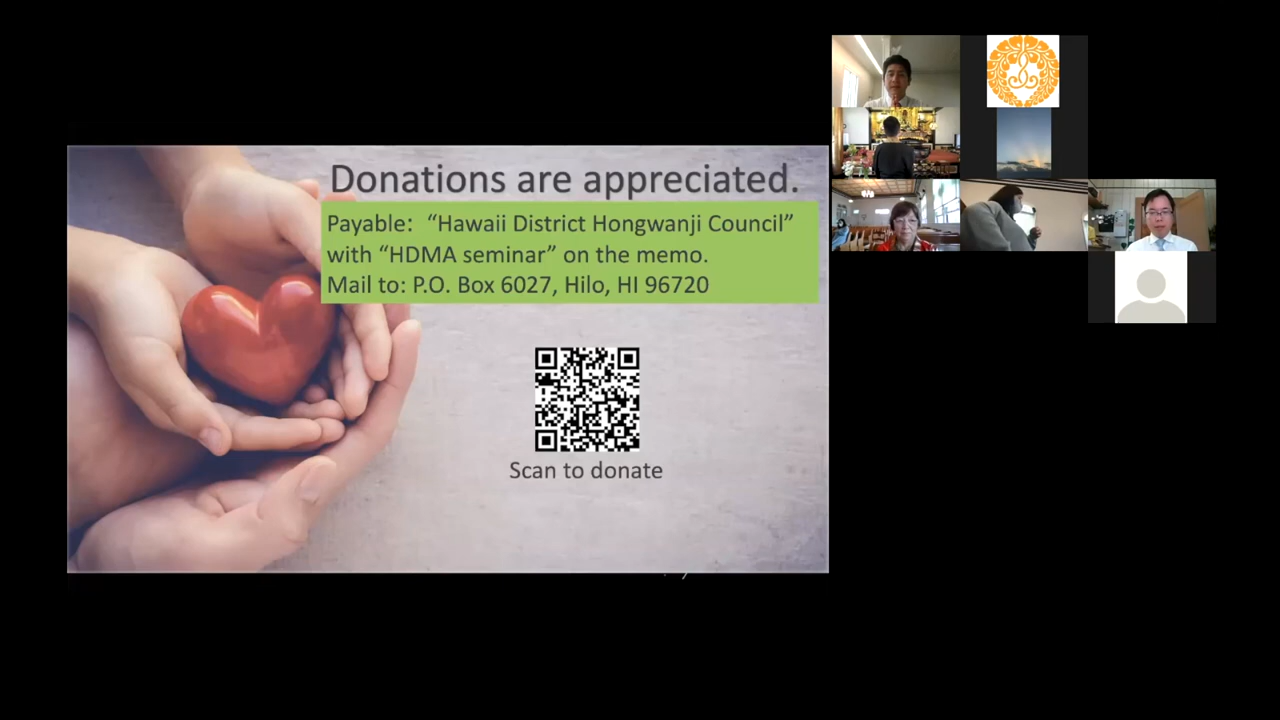 Donations are appreciated.
Payable: “Hawaii District Hongwanji Council”
with “HDMA seminar” on the memo.
Mail to: P.O. Box 6027, Hilo, HI 96720
Scan to donate